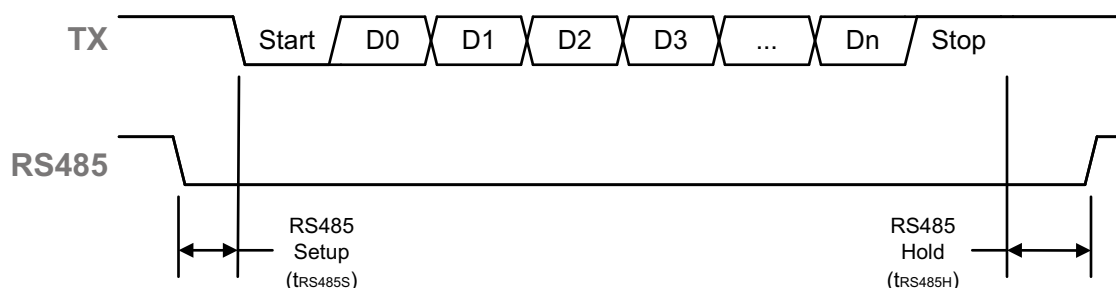 TX
Start D0 D1 D2 D3 ... Dn Stop
RS485
RS485
Setup
(tRS485S)
RS485
Hold
(tRS485H)